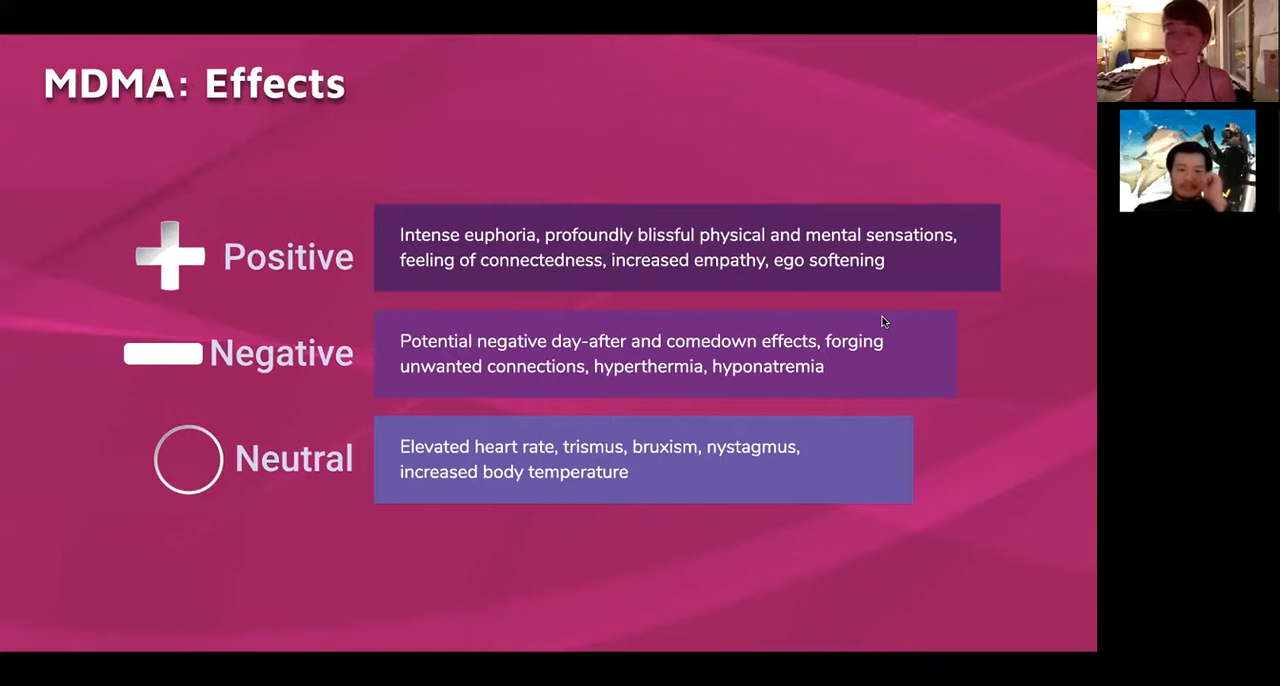 MDMA: Effects
Positive
Intense euphoria, profoundly blissful physical and mental sensations,
feeling of connectedness, increased empathy, ego softening
Negative
Potential negative day-after and comedown effects, forging
unwanted connections, hyperthermia, hyponatremia
Neutral
Elevated heart rate, trismus, bruxism, nystagmus,
increased body temperature